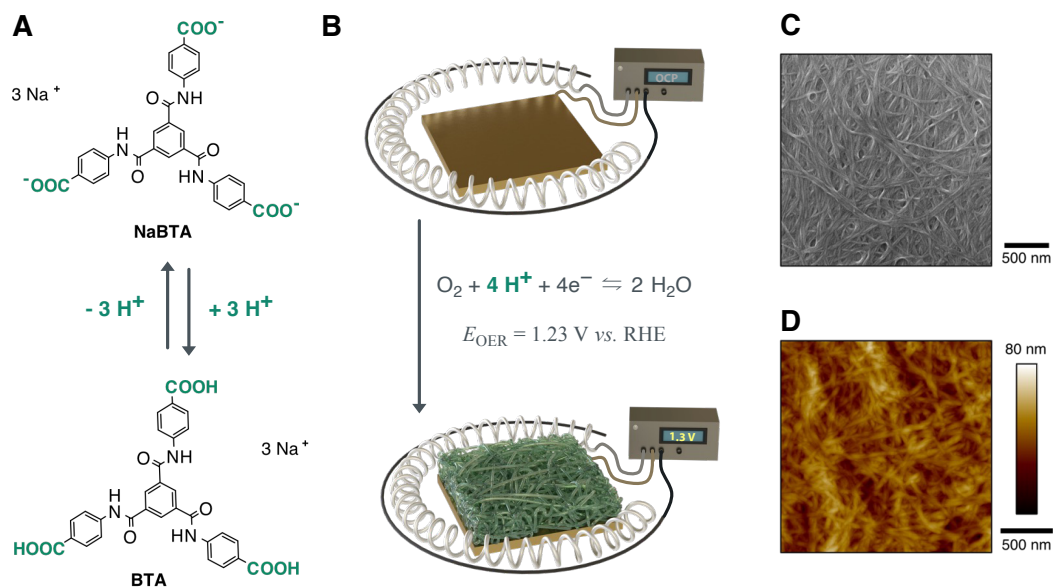 A
COO⁻
3 Na ⁺
O
NH
H
N
O
O
HN
⁻OOC
COO⁻
NaBTA
- 3 H⁺
+ 3 H⁺
COOH
3 Na ⁺
O
NH
H
N
O
O
HN
HOOC
COOH
BTA
B
OCP
O₂ + 4 H⁺ + 4e⁻ ⇋ 2 H₂O
E_OER = 1.23 V vs. RHE
1.3 V
C
500 nm
D
80 nm
0
500 nm